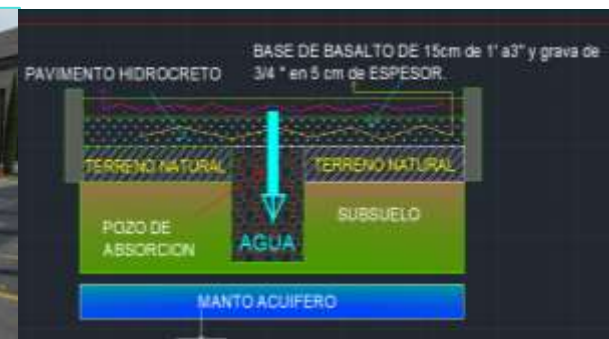 BASE DE BASALTO DE 15cm de 1' a3" y grava de
PAVIMENTO HIDROCRETO
3/4 " en 5 cm de ESPESOR.
TERRENO NATURAL
TERRENO NATURAL
POZO DE
ABSORCION
AGUA
SUBSUELO
MANTO ACUIFERO